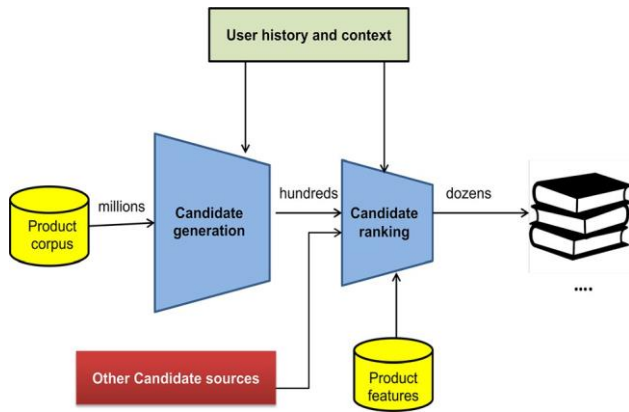 User history and context
millions
Product
corpus
Candidate
generation
hundreds
Candidate
ranking
dozens
....
Other Candidate sources
Product
features